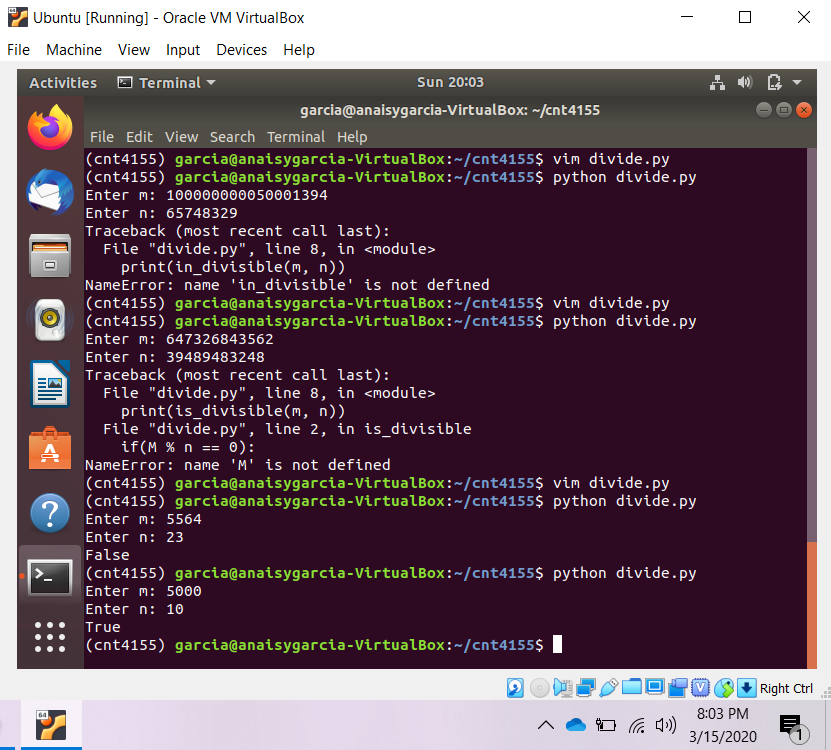 Ubuntu [Running] - Oracle VM VirtualBox
File Machine View Input Devices Help
Activities Terminal Sun 20:03
garcia@anaisygarcia-VirtualBox: ~/cnt4155
File Edit View Search Terminal Help
(cnt4155) garcia@anaisygarcia-VirtualBox:~/cnt4155$ vim divide.py
(cnt4155) garcia@anaisygarcia-VirtualBox:~/cnt4155$ python divide.py
Enter m: 100000000050001394
Enter n: 65748329
Traceback (most recent call last):
  File "divide.py", line 8, in <module>
    print(in_divisible(m, n))
NameError: name 'in_divisible' is not defined
(cnt4155) garcia@anaisygarcia-VirtualBox:~/cnt4155$ vim divide.py
(cnt4155) garcia@anaisygarcia-VirtualBox:~/cnt4155$ python divide.py
Enter m: 647326843562
Enter n: 39489483248
Traceback (most recent call last):
  File "divide.py", line 8, in <module>
    print(is_divisible(m, n))
  File "divide.py", line 2, in is_divisible
    if(M % n == 0):
NameError: name 'M' is not defined
(cnt4155) garcia@anaisygarcia-VirtualBox:~/cnt4155$ vim divide.py
(cnt4155) garcia@anaisygarcia-VirtualBox:~/cnt4155$ python divide.py
Enter m: 5564
Enter n: 23
False
(cnt4155) garcia@anaisygarcia-VirtualBox:~/cnt4155$ python divide.py
Enter m: 5000
Enter n: 10
True
(cnt4155) garcia@anaisygarcia-VirtualBox:~/cnt4155$
Right Ctrl
64
8:03 PM
3/15/2020
1